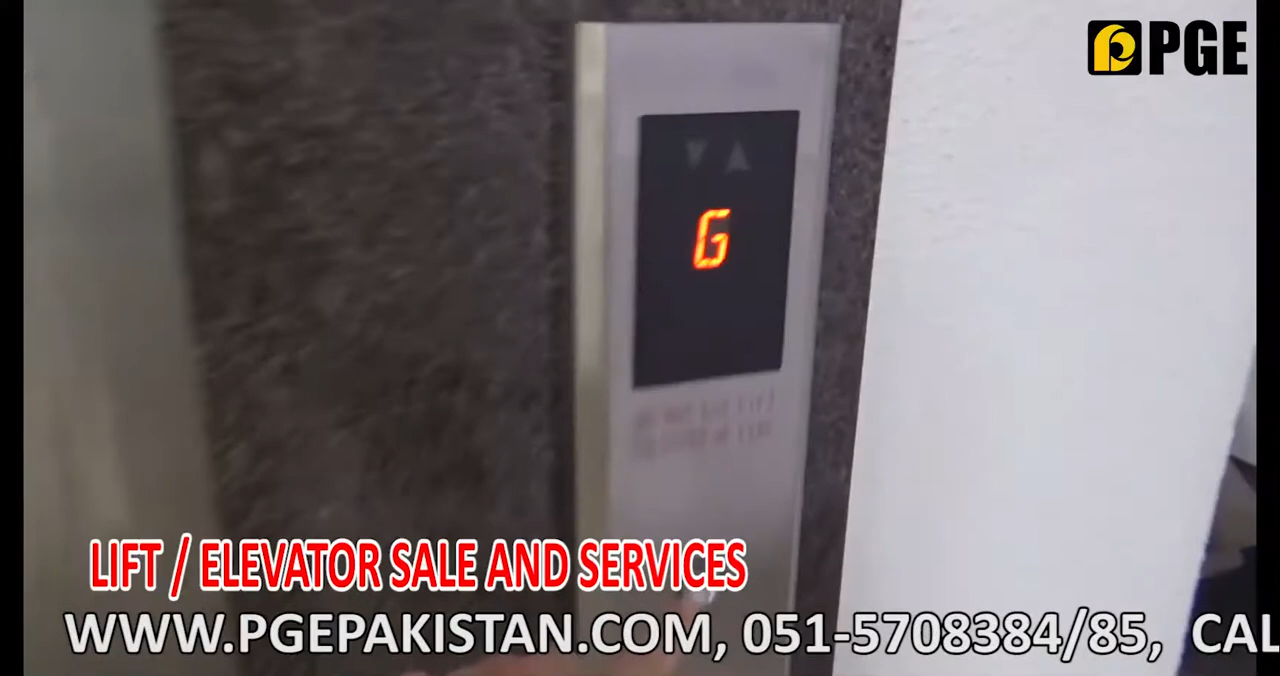 PGE
G
LIFT / ELEVATOR SALE AND SERVICES
WWW.PGEPAKISTAN.COM, 051-5708384/85, CAL